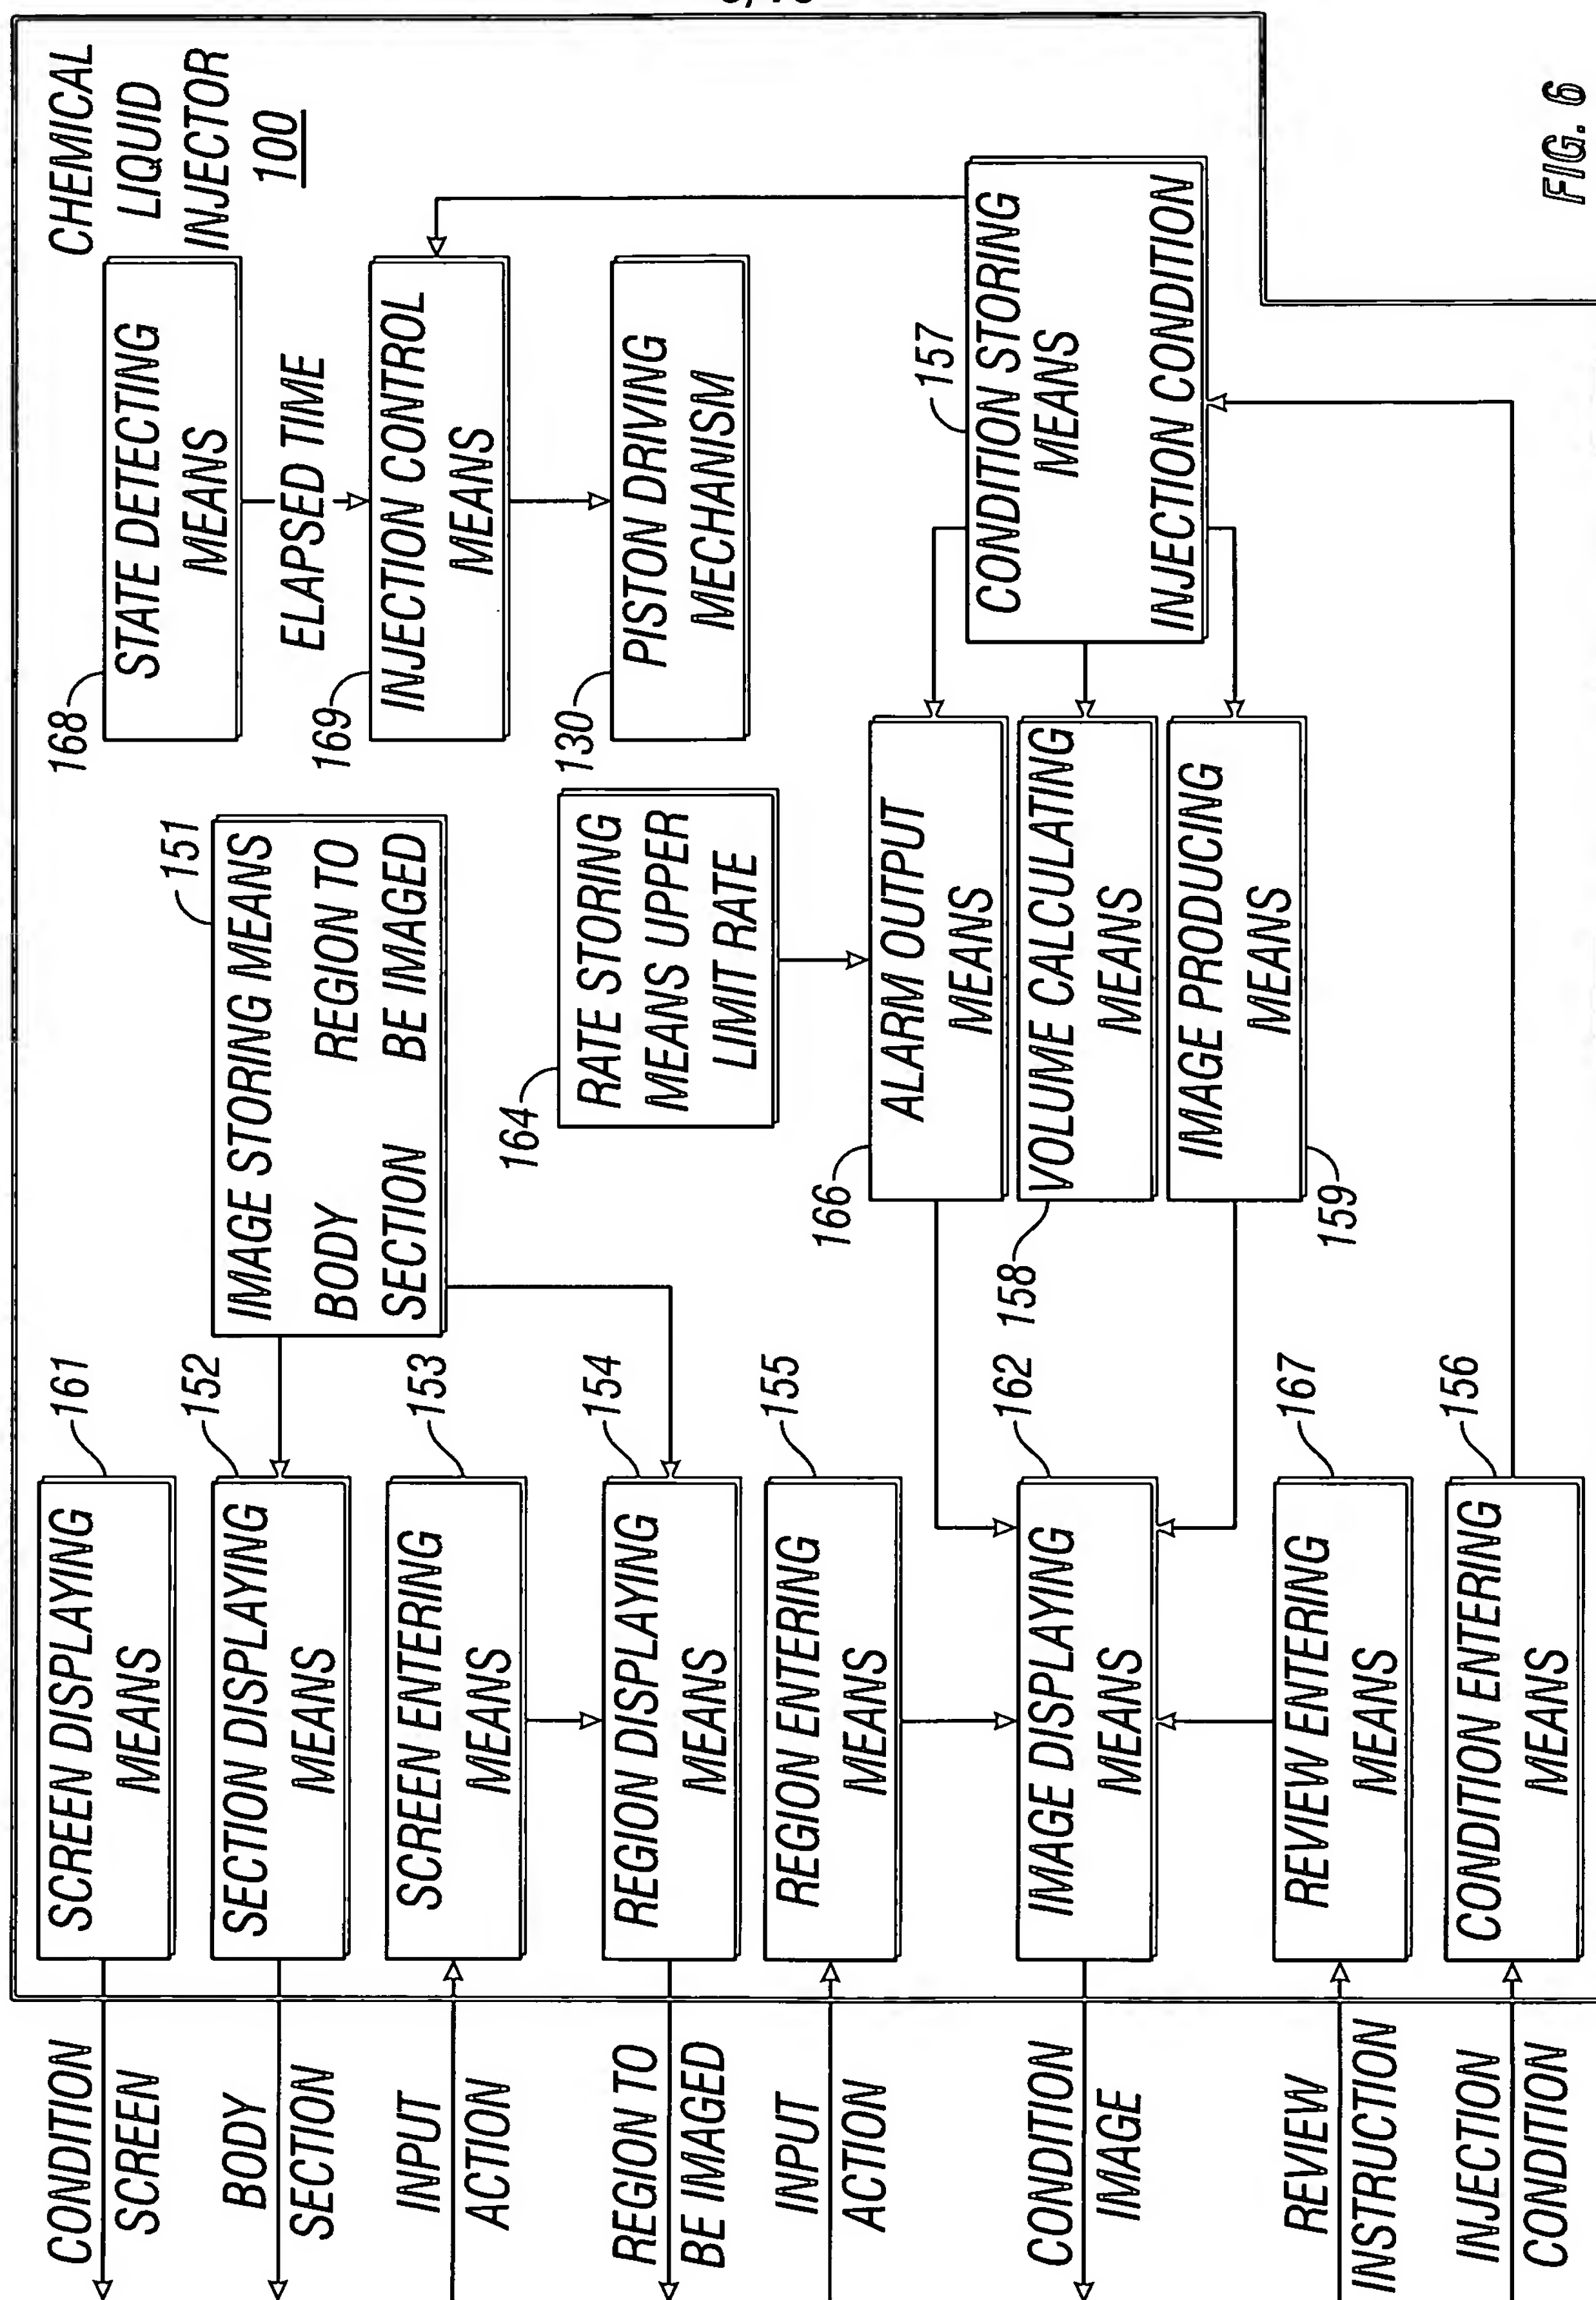 CONDITION
SCREEN
BODY
SECTION
INPUT
ACTION
REGION TO
BE IMAGED
INPUT
ACTION
CONDITION
IMAGE
REVIEW
INSTRUCTION
INJECTION
CONDITION
SCREEN DISPLAYING
MEANS
161
SECTION DISPLAYING
MEANS
152
SCREEN ENTERING
MEANS
153
REGION DISPLAYING
MEANS
154
REGION ENTERING
MEANS
155
IMAGE DISPLAYING
MEANS
162
REVIEW ENTERING
MEANS
167
CONDITION ENTERING
MEANS
156
151
IMAGE STORING MEANS
BODY REGION TO
SECTION BE IMAGED
164
RATE STORING
MEANS UPPER
LIMIT RATE
166
ALARM OUTPUT
MEANS
158
VOLUME CALCULATING
MEANS
159
IMAGE PRODUCING
MEANS
CHEMICAL
LIQUID
INJECTOR
100
168
STATE DETECTING
MEANS
ELAPSED TIME
169
INJECTION CONTROL
MEANS
130
PISTON DRIVING
MECHANISM
157
CONDITION STORING
MEANS
INJECTION CONDITION
FIG. 6